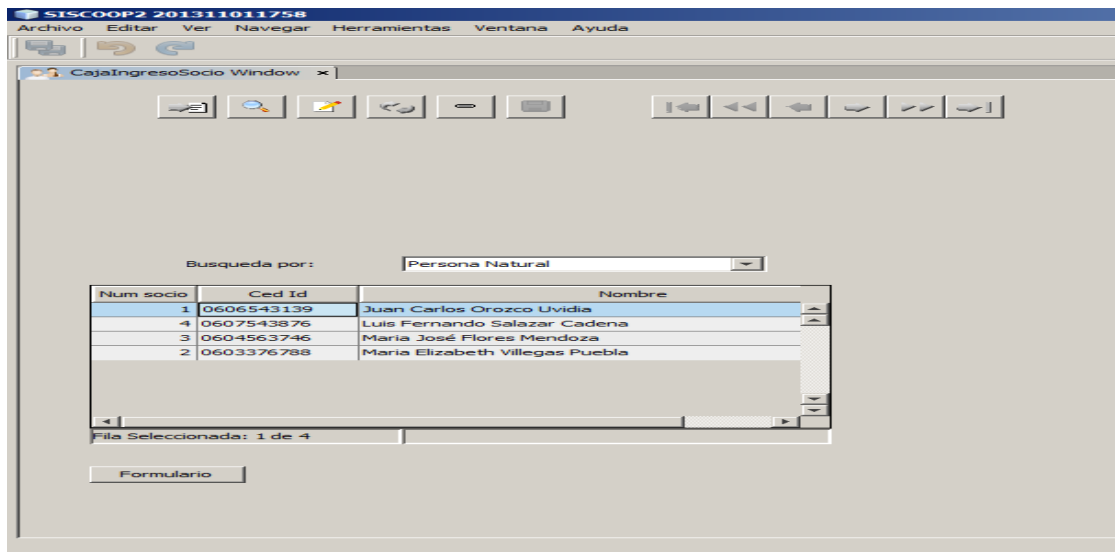 SISCOOP2 201311011758
Archivo Editar Ver Navegar Herramientas Ventana Ayuda
CajaIngresoSocio Window ×
Busqueda por: Persona Natural
Num socio Ced Id Nombre
1 0606543139 Juan Carlos Orozco Uvidia
4 0607543876 Luis Fernando Salazar Cadena
3 0604563746 Maria José Flores Mendoza
2 0603376788 Maria Elizabeth Villegas Puebla
Fila Seleccionada: 1 de 4
Formulario